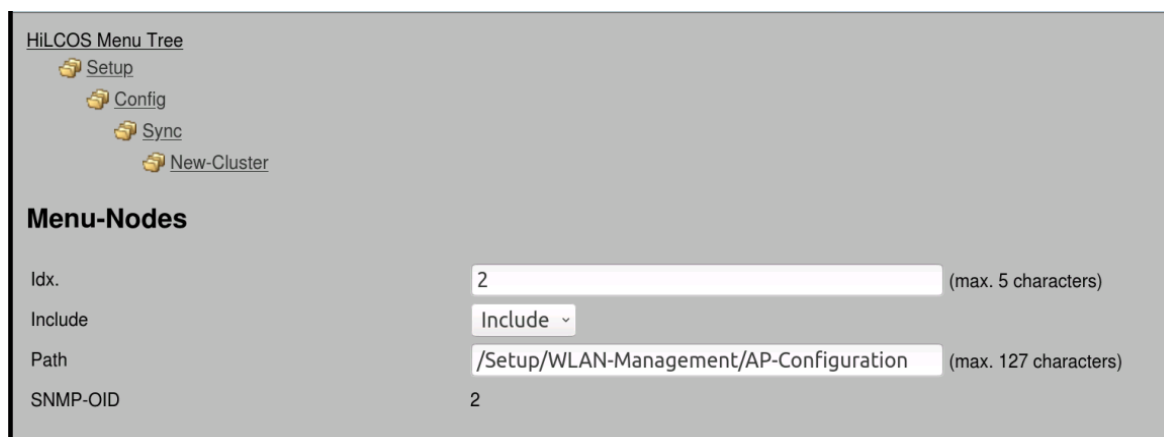 HiLCOS Menu Tree
Setup
Config
Sync
New-Cluster
Menu-Nodes
Idx. 2 (max. 5 characters)
Include Include
Path /Setup/WLAN-Management/AP-Configuration (max. 127 characters)
SNMP-OID 2